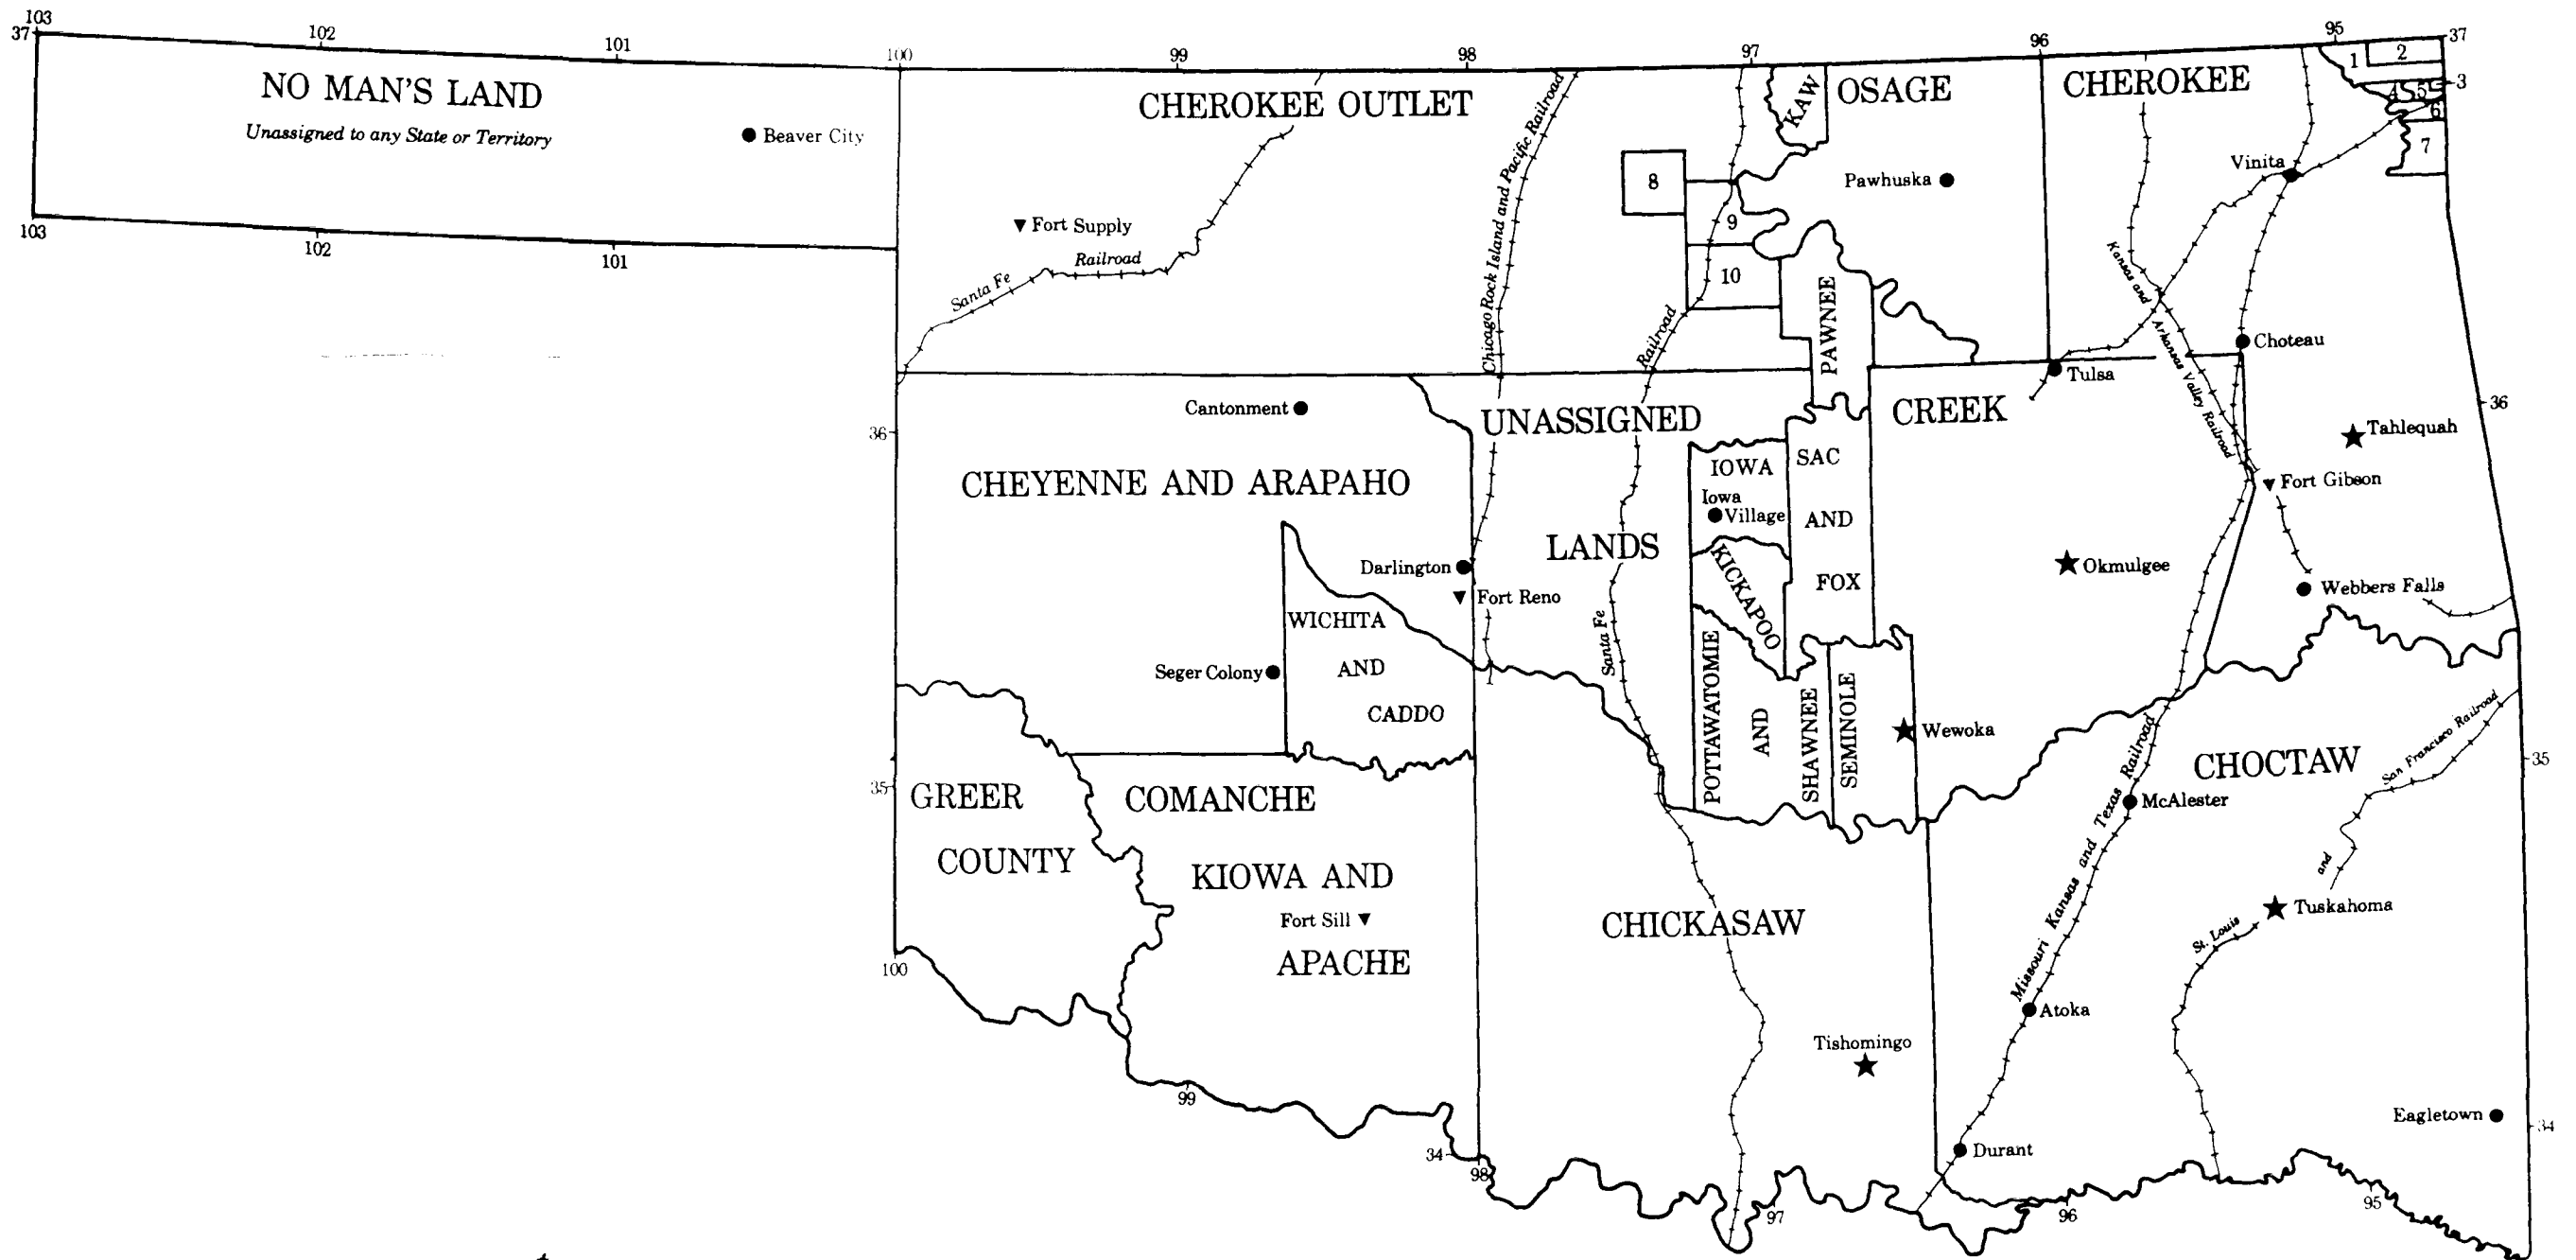 103
37
102
101
100
99
98
97
96
95
37
NO MAN'S LAND
Unassigned to any State or Territory
Beaver City
103
102
101
CHEROKEE OUTLET
Fort Supply
Santa Fe
Railroad
Chicago Rock Island and Pacific Railroad
KAW
OSAGE
Pawhuska
8
9
10
PAWNEE
Railroad
Santa Fe
CHEROKEE
1
2
3
4
5
6
7
Vinita
Kansas and
Arkansas Valley Railroad
Choteau
Tulsa
36
Tahlequah
Fort Gibson
Webbers Falls
36
Cantonment
CHEYENNE AND ARAPAHO
Darlington
Fort Reno
UNASSIGNED
LANDS
IOWA
Iowa
Village
KICKAPOO
SAC
AND
FOX
CREEK
Okmulgee
WICHITA
AND
CADDO
Seger Colony
POTTAWATOMIE
AND
SHAWNEE
SEMINOLE
Wewoka
35
GREER
COUNTY
COMANCHE
KIOWA AND
Fort Sill
APACHE
100
99
CHICKASAW
Tishomingo
Missouri Kansas and Texas Railroad
McAlester
Atoka
Durant
CHOCTAW
35
San Francisco Railroad
and
St. Louis
Tuskahoma
Eagletown
34
34
98
97
96
95